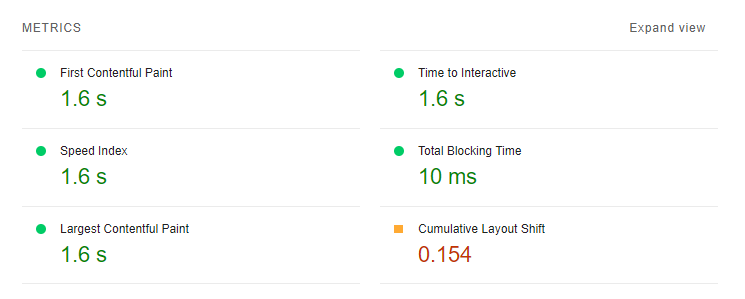 METRICS
Expand view
First Contentful Paint
1.6 s
Time to Interactive
1.6 s
Speed Index
1.6 s
Total Blocking Time
10 ms
Largest Contentful Paint
1.6 s
Cumulative Layout Shift
0.154